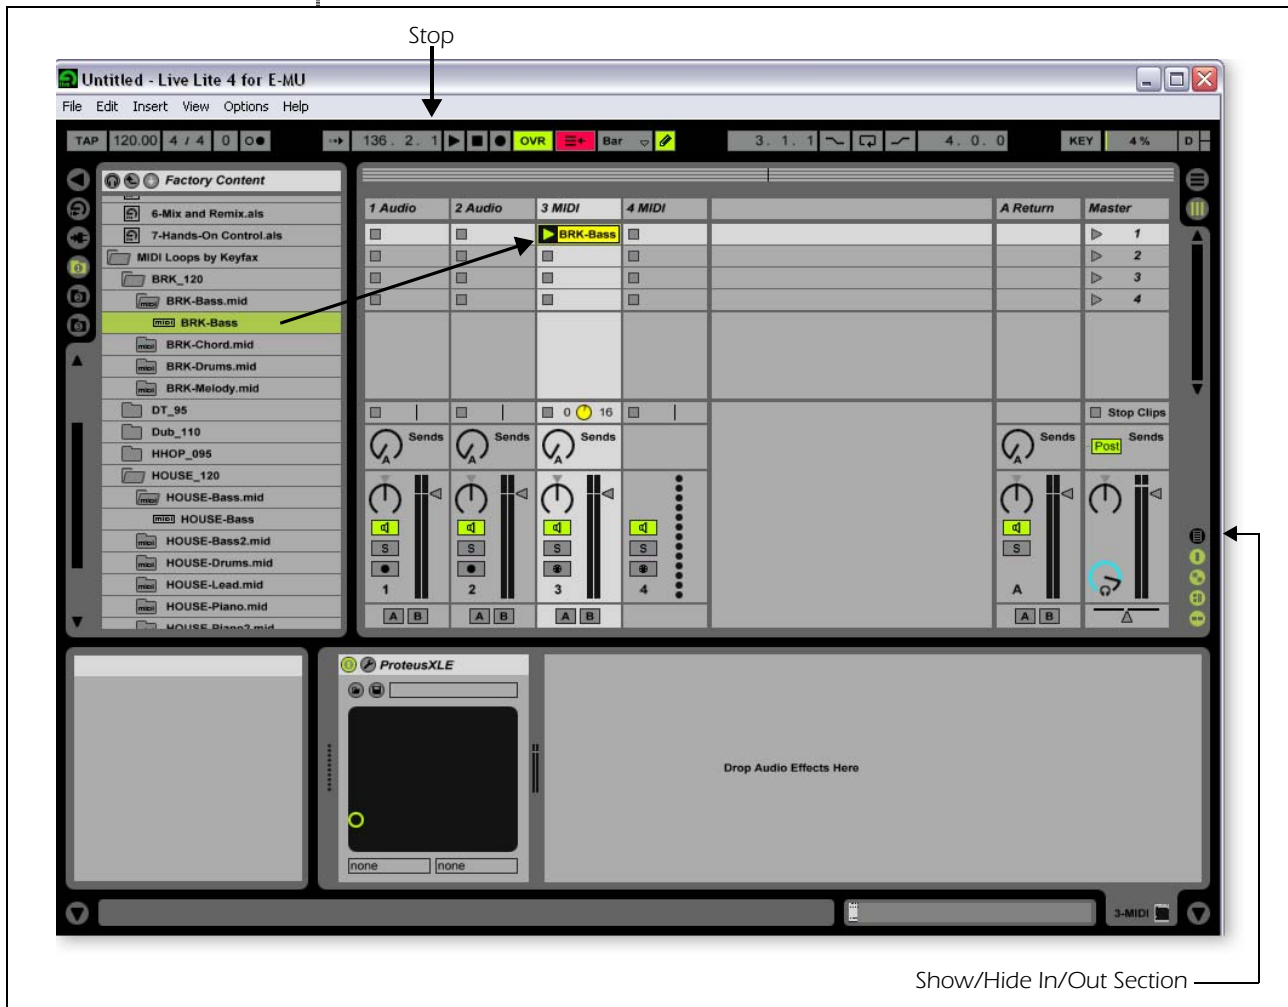 Stop
Untitled - Live Lite 4 for E-MU
File Edit Insert View Options Help
TAP 120.00 4 / 4 0 136. 2. 1 OVR Bar 3. 1. 1 4. 0. 0 KEY 4 % D
Factory Content
6-Mix and Remix.als
7-Hands-On Control.als
MIDI Loops by Keyfax
BRK_120
BRK-Bass.mid
midi BRK-Bass
BRK-Chord.mid
BRK-Drums.mid
BRK-Melody.mid
DT_95
Dub_110
HHOP_095
HOUSE_120
HOUSE-Bass.mid
midi HOUSE-Bass
HOUSE-Bass2.mid
HOUSE-Drums.mid
HOUSE-Lead.mid
HOUSE-Piano.mid
HOUSE-Piano2.mid
1 Audio 2 Audio 3 MIDI 4 MIDI A Return Master
BRK-Bass 1
2
3
4
0 16 Stop Clips
Sends Sends Sends Sends Post Sends
A A A A
S S S S S
1 2 3 4 A
A B A B A B A B
ProteusXLE
none none
Drop Audio Effects Here
3-MIDI
Show/Hide In/Out Section